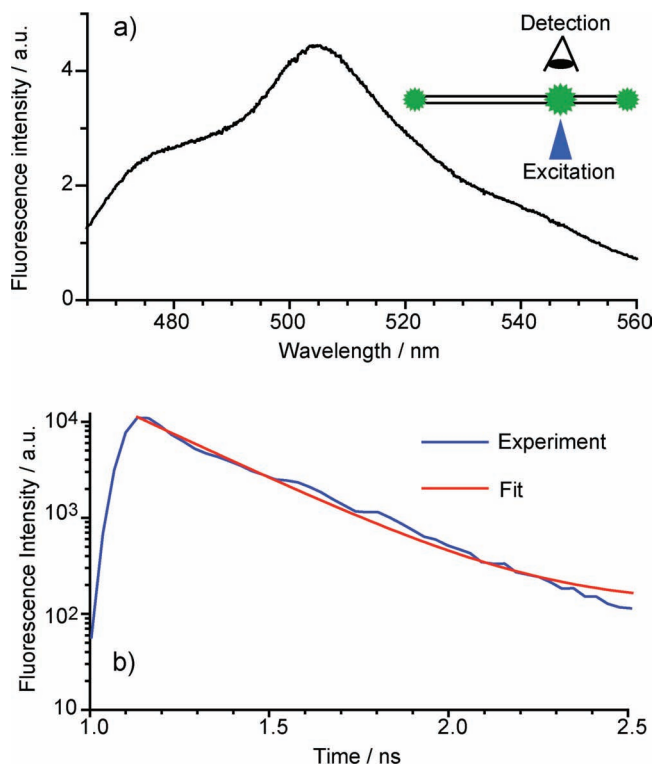 a)
Detection
Excitation
Fluorescence intensity / a.u.
4
2
0
480 500 520 540 560
Wavelength / nm
b)
Experiment
Fit
Fluorescence Intensity / a.u.
10⁴
10³
10²
10
1.0 1.5 2.0 2.5
Time / ns